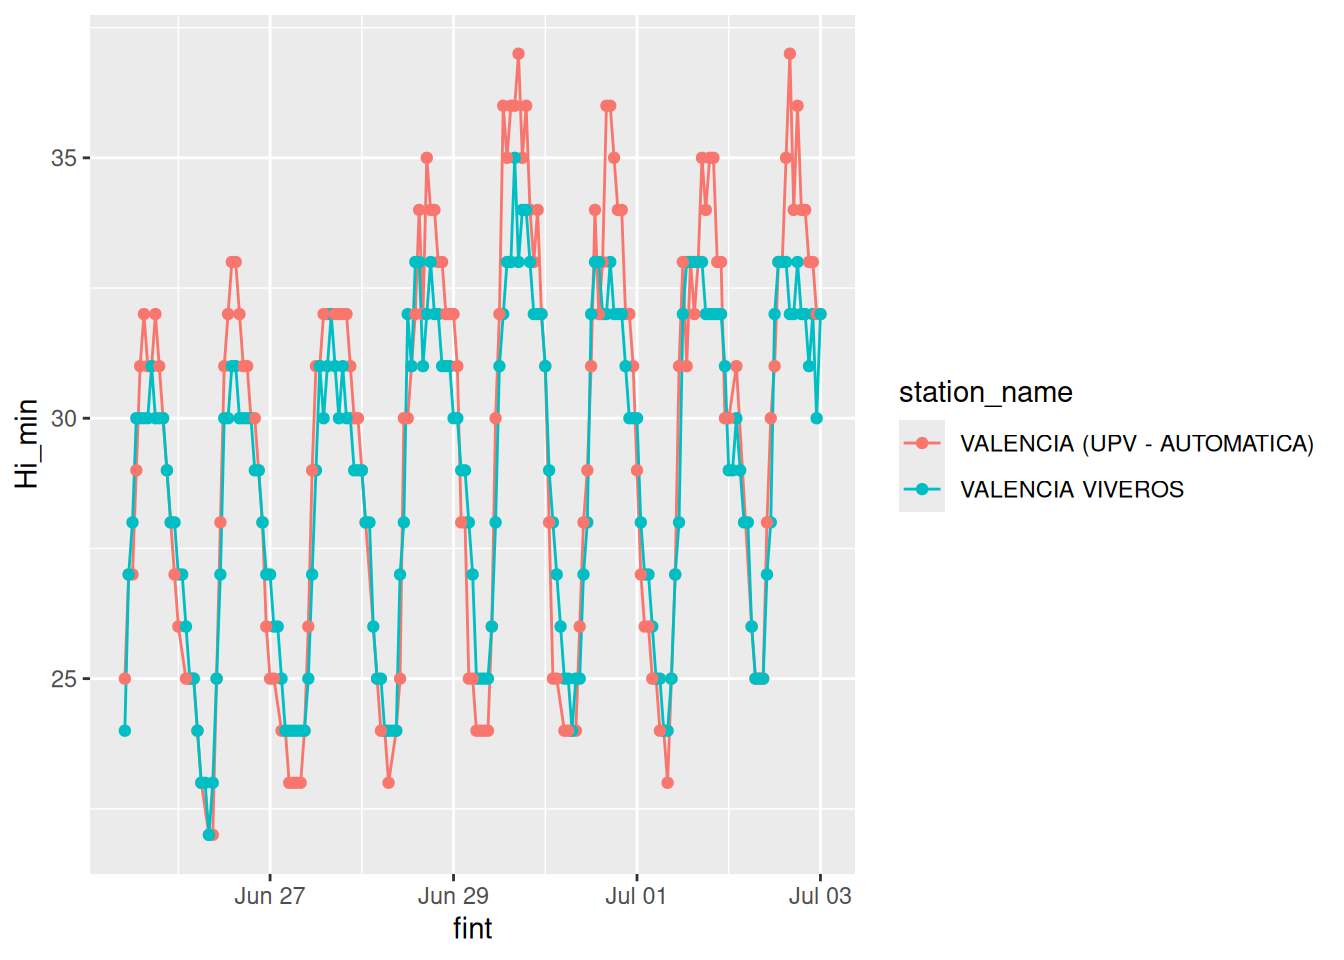 35
30
25
Hi_min
Jun 27
Jun 29
Jul 01
Jul 03
fint
station_name
VALENCIA (UPV - AUTOMATICA)
VALENCIA VIVEROS